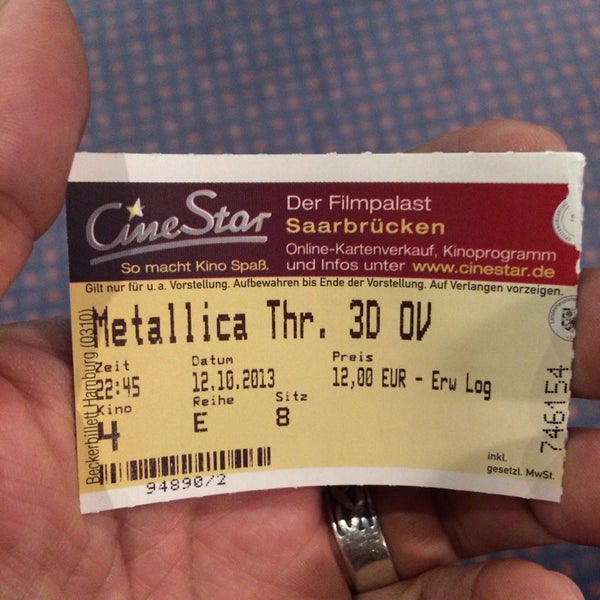 CineStar
So macht Kino Spaß.
Der Filmpalast
Saarbrücken
Online-Kartenverkauf, Kinoprogramm
und Infos unter www.cinestar.de
Gilt nur für u. a. Vorstellung. Aufbewahren bis Ende der Vorstellung. Auf Verlangen vorzeigen.
Metallica Thr. 3D OV
Zeit Datum Preis
22:45 12.10.2013 12,00 EUR - Erw Log
Kino Reihe Sitz
4 E 8
94890/2
inkl.
gesetzl. MwSt.
746154
Beckerbillett Hamburg (0310)